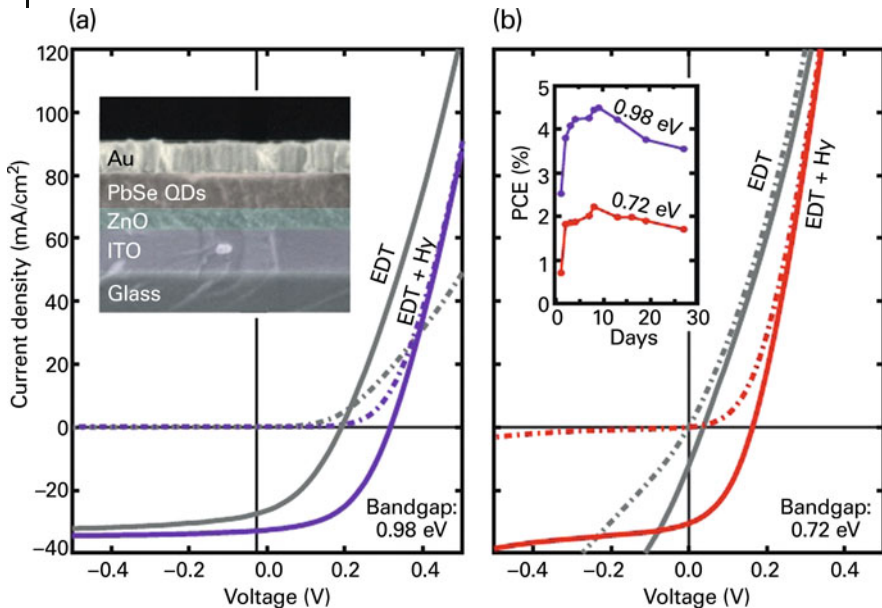 (a)
(b)
120
100
80
60
40
20
0
−20
−40
Current density (mA/cm²)
Au
PbSe QDs
ZnO
ITO
Glass
EDT
EDT + Hy
Bandgap:
0.98 eV
−0.4
−0.2
0.0
0.2
0.4
Voltage (V)
5
4
3
2
1
0
PCE (%)
0.98 eV
0.72 eV
0
10
20
30
Days
EDT
EDT + Hy
Bandgap:
0.72 eV
−0.4
−0.2
0.0
0.2
0.4
Voltage (V)